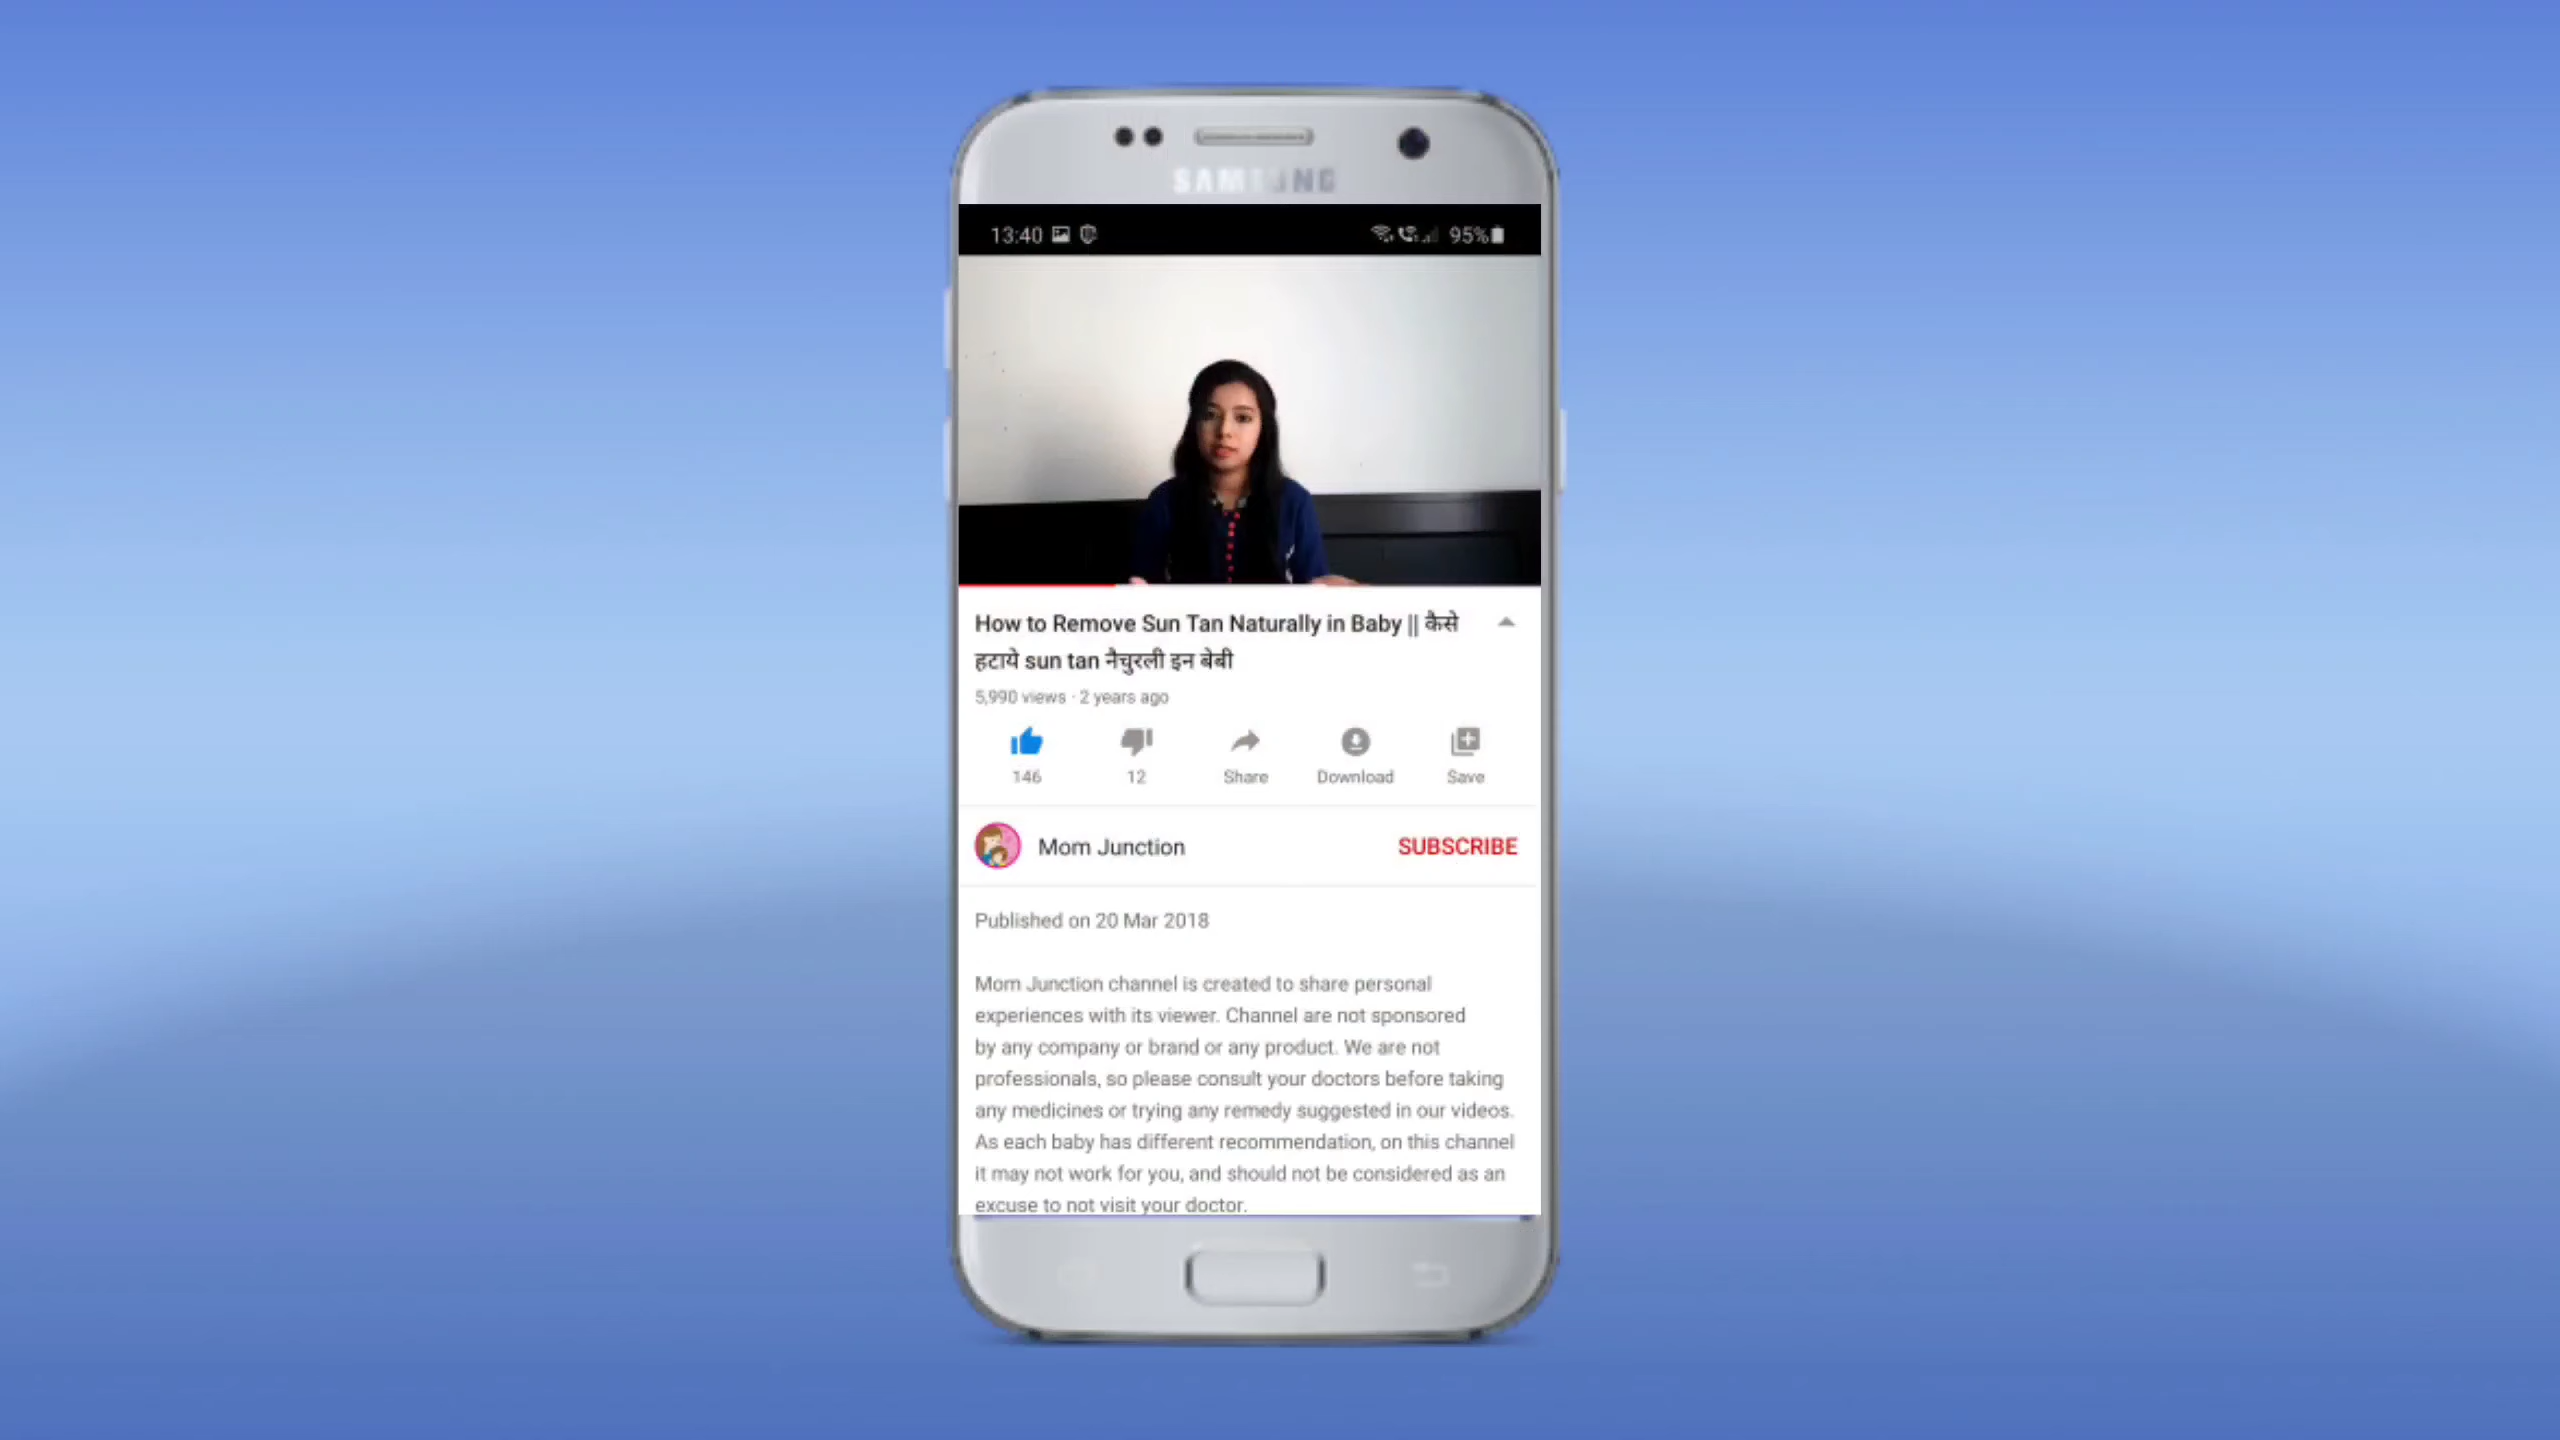 SAMSUNG
13:40 95%
How to Remove Sun Tan Naturally in Baby || कैसे
हटाये sun tan नैचुरली इन बेबी
5,990 views · 2 years ago
146 12 Share Download Save
Mom Junction SUBSCRIBE
Published on 20 Mar 2018
Mom Junction channel is created to share personal
experiences with its viewer. Channel are not sponsored
by any company or brand or any product. We are not
professionals, so please consult your doctors before taking
any medicines or trying any remedy suggested in our videos.
As each baby has different recommendation, on this channel
it may not work for you, and should not be considered as an
excuse to not visit your doctor.